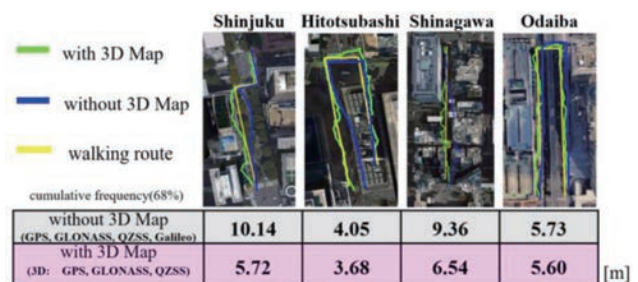 Shinjuku Hitotsubashi Shinagawa Odaiba
with 3D Map
without 3D Map
walking route
cumulative frequency(68%)
without 3D Map 10.14 4.05 9.36 5.73
(GPS, GLONASS, QZSS, Galileo)
with 3D Map 5.72 3.68 6.54 5.60 [m]
(3D: GPS, GLONASS, QZSS)